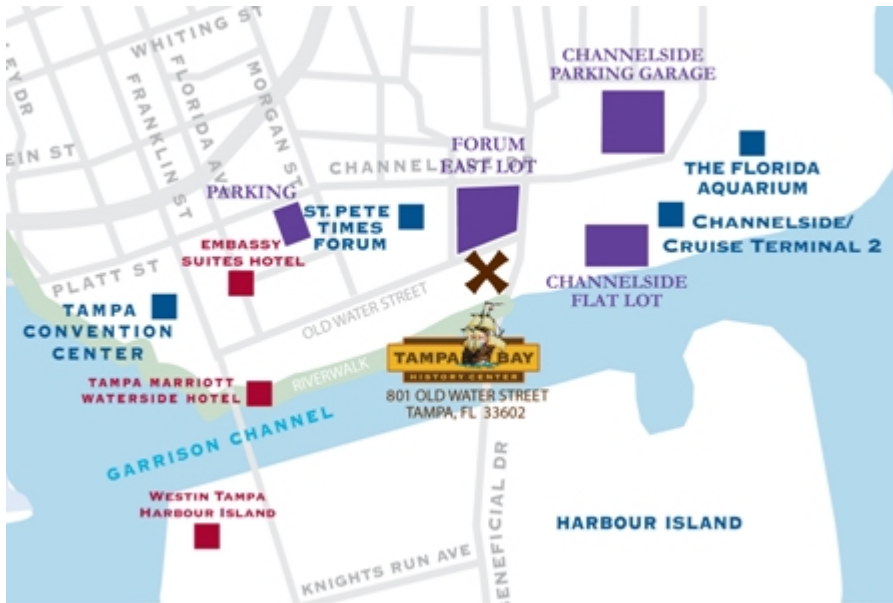 WHITING ST
FLORIDA AVE
MORGAN ST
FRANKLIN ST
CHANNELSIDE
PARKING GARAGE
FORUM
EAST LOT
CHANNELSIDE DR
THE FLORIDA
AQUARIUM
PARKING
ST. PETE
TIMES
FORUM
CHANNELSIDE/
CRUISE TERMINAL 2
EMBASSY
SUITES HOTEL
PLATT ST
CHANNELSIDE
FLAT LOT
OLD WATER STREET
TAMPA
CONVENTION
CENTER
TAMPA BAY
HISTORY CENTER
801 OLD WATER STREET
TAMPA, FL 33602
TAMPA MARRIOTT
WATERSIDE HOTEL
RIVERWALK
GARRISON CHANNEL
WESTIN TAMPA
HARBOUR ISLAND
HARBOUR ISLAND
BENEFICIAL DR
KNIGHTS RUN AVE